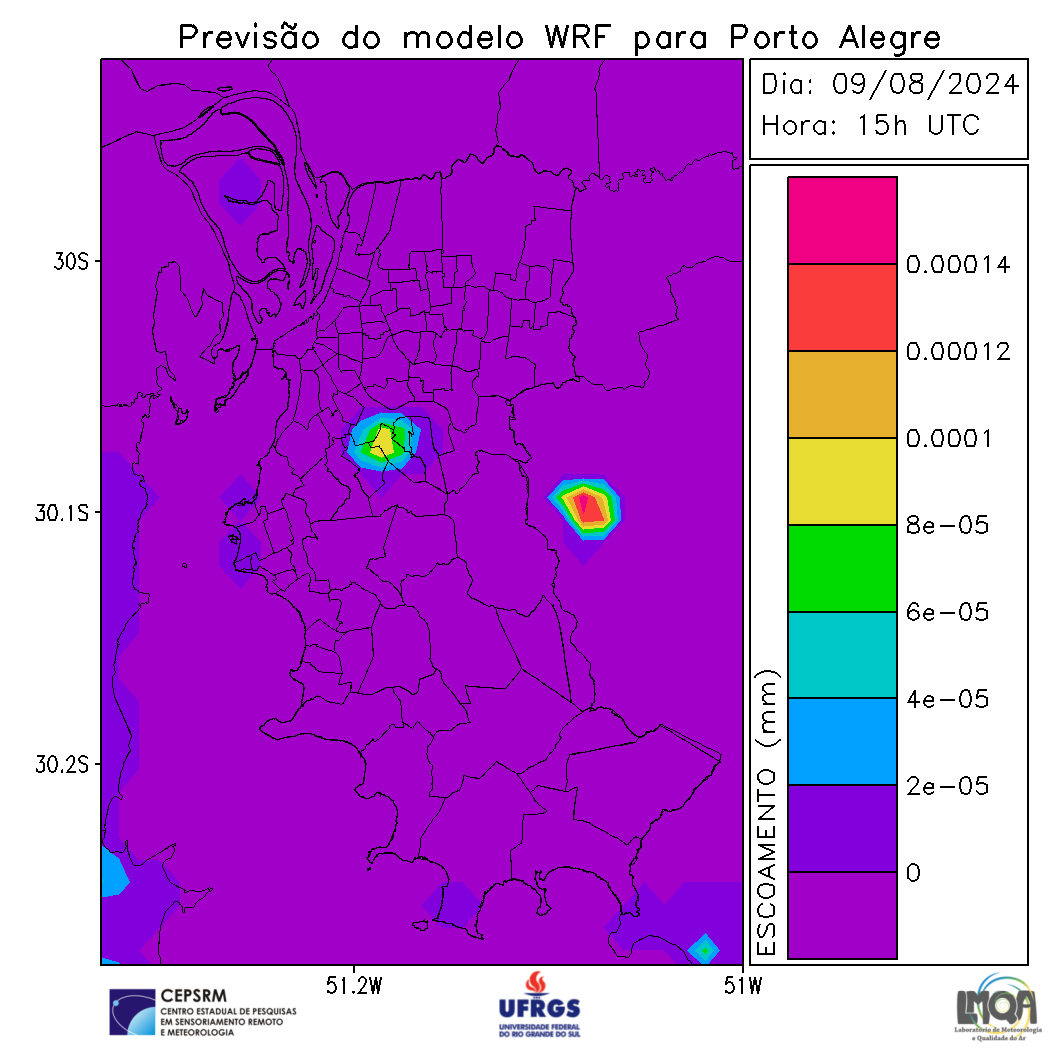 Previsão do modelo WRF para Porto Alegre
Dia: 09/08/2024
Hora: 15h UTC
30S
30.1S
30.2S
51.2W
51W
ESCOAMENTO (mm)
0.00014
0.00012
0.0001
8e-05
6e-05
4e-05
2e-05
0
CEPSRM
CENTRO ESTADUAL DE PESQUISAS
EM SENSORIAMENTO REMOTO
E METEOROLOGIA
UFRGS
UNIVERSIDADE FEDERAL
DO RIO GRANDE DO SUL
LMQA
Laboratório de Meteorologia
e Qualidade do Ar